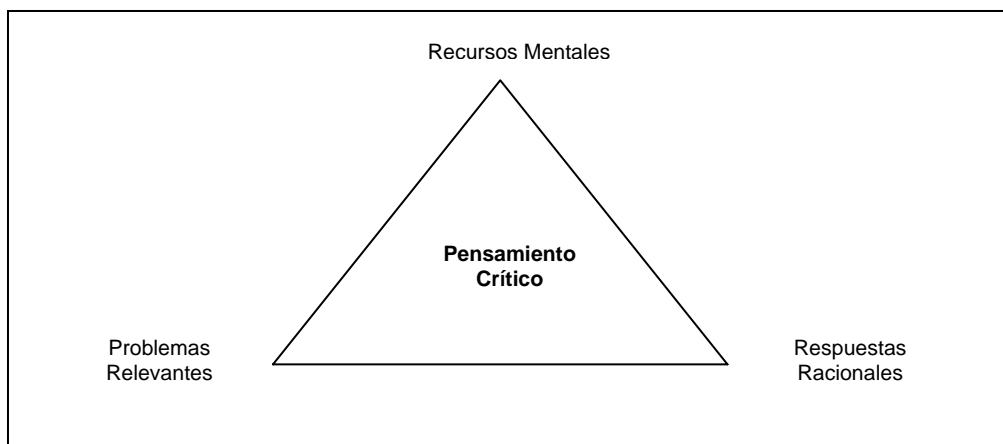 Recursos Mentales
Pensamiento
Crítico
Problemas
Relevantes
Respuestas
Racionales